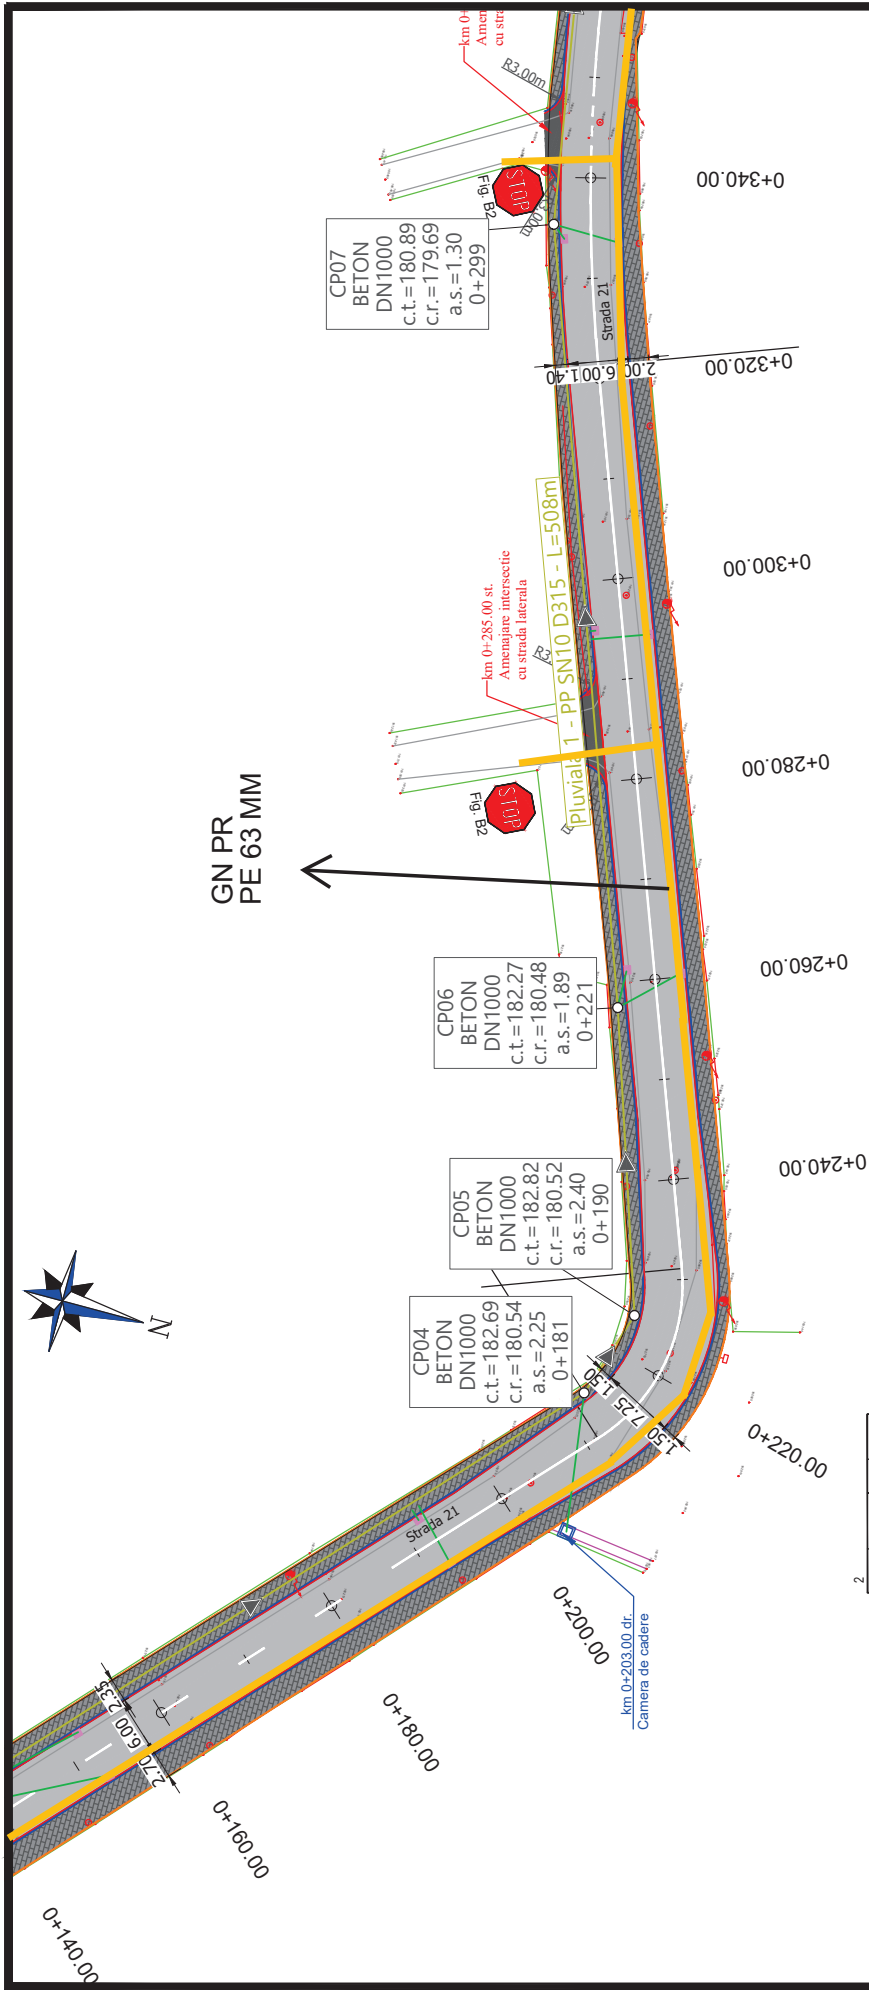 km 0+
Amen
cu stra
R3.00m
STOP
Fig. B2
00m
0+340.00
CP07
BETON
DN1000
c.t.=180.89
c.r.=179.69
a.s.=1.30
0+299
Strada 21
2.00
6.00
1.40
0+320.00
Pluviala 1 - PP SN10 D315 - L=508m
km 0+285.00 st.
Amenajare intersectie
cu strada laterala
R3.
0+300.00
STOP
Fig. B2
m
0+280.00
GN PR
PE 63 MM
CP06
BETON
DN1000
c.t.=182.27
c.r.=180.48
a.s.=1.89
0+221
0+260.00
CP05
BETON
DN1000
c.t.=182.82
c.r.=180.52
a.s.=2.40
0+190
0+240.00
N
CP04
BETON
DN1000
c.t.=182.69
c.r.=180.54
a.s.=2.25
0+181
1.50
7.25
1.50
0+220.00
Strada 21
0+200.00
km 0+203.00 dr.
Camera de cadere
2
2.35
6.00
2.70
0+180.00
0+160.00
0+140.00